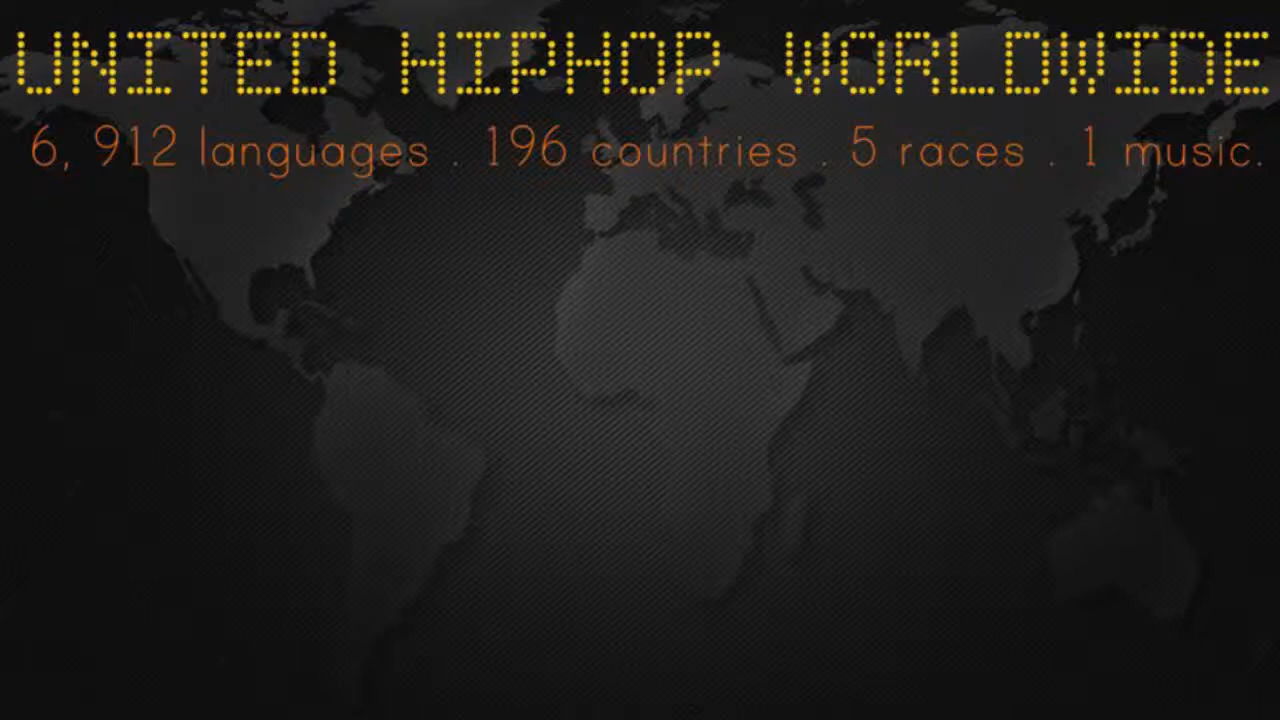 UNITED HIPHOP WORLDWIDE
6, 912 languages . 196 countries . 5 races . 1 music.